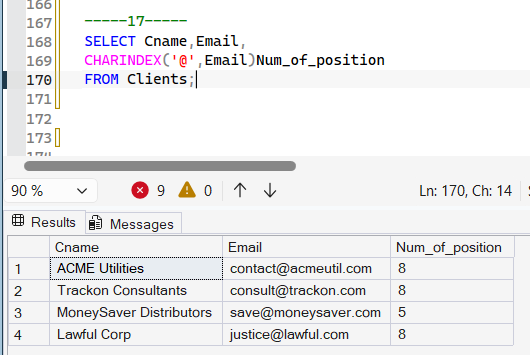 166
167 -----17-----
168 SELECT Cname,Email,
169 CHARINDEX('@',Email)Num_of_position
170 FROM Clients;
171
172
173
90 % 9 0 Ln: 170, Ch: 14
Results Messages
Cname Email Num_of_position
1 ACME Utilities contact@acmeutil.com 8
2 Trackon Consultants consult@trackon.com 8
3 MoneySaver Distributors save@moneysaver.com 5
4 Lawful Corp justice@lawful.com 8